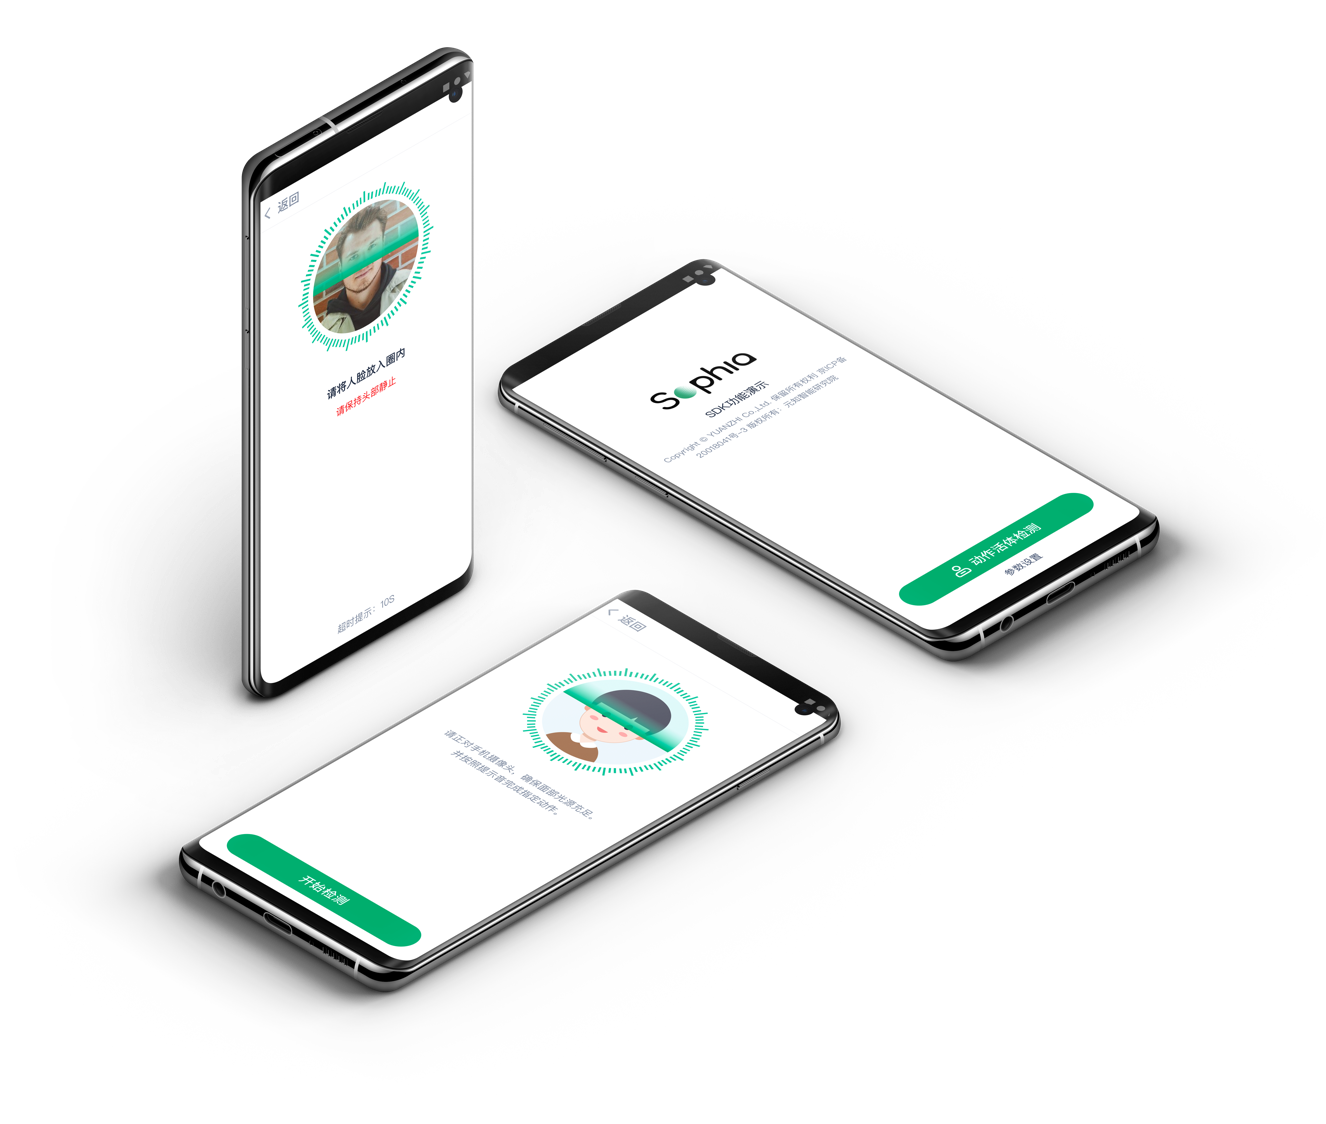 返回
请将人脸放入圈内
请保持头部静止
超时提示：10S
Sophia
SDK功能演示
Copyright © YUANZHI Co.,Ltd. 保留所有权利 京ICP备
20018041号-3 版权所有：元知智能研究院
动作活体检测
参数设置
返回
请正对手机摄像头，确保面部光源充足。
并按照提示音完成指定动作。
开始检测